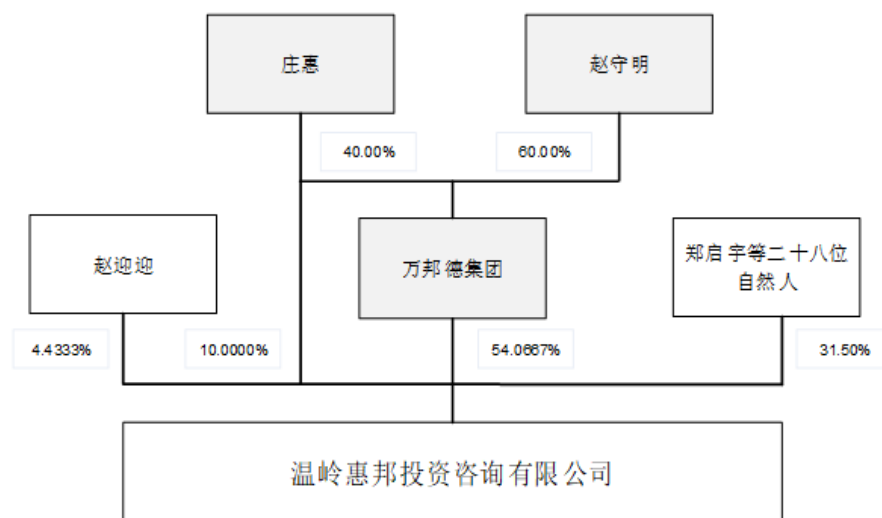 庄惠
赵守明
40.00%
60.00%
赵迎迎
万邦德集团
郑启宇等二十八位
自然人
4.4333%
10.0000%
54.0667%
31.50%
温岭惠邦投资咨询有限公司